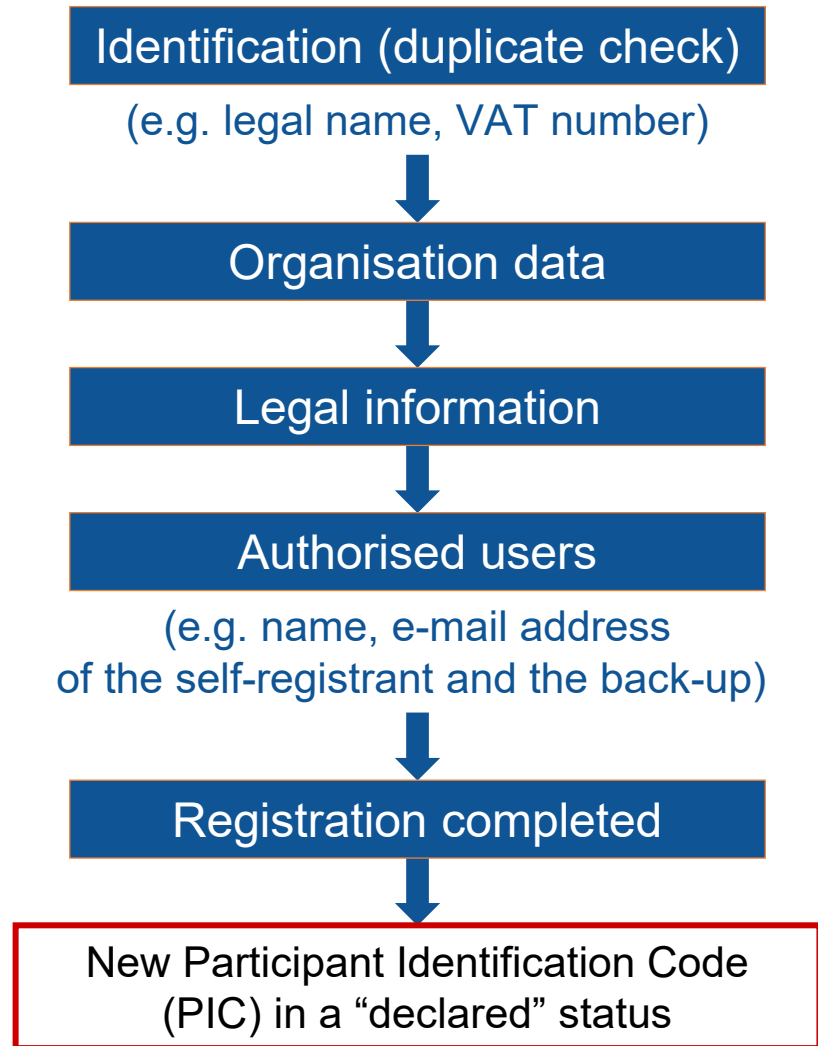 Identification (duplicate check)
(e.g. legal name, VAT number)
Organisation data
Legal information
Authorised users
(e.g. name, e-mail address
of the self-registrant and the back-up)
Registration completed
New Participant Identification Code
(PIC) in a “declared” status